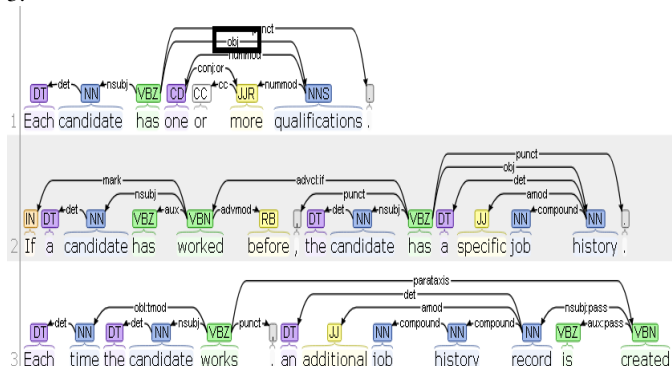 punct
obj
nummod
conj:or
det nsubj cc nummod
DT NN VBZ CD CC JJR NNS .
1 Each candidate has one or more qualifications .
punct
obj
mark advcl:if det
nsubj punct amod
det aux advmod det nsubj compound
IN DT NN VBZ VBN RB , DT NN VBZ DT JJ NN NN .
2 If a candidate has worked before , the candidate has a specific job history .
parataxis
det
obl:tmod amod nsubj:pass
det det nsubj punct compound compound aux:pass
DT NN DT NN VBZ , DT JJ NN NN NN VBZ VBN
3 Each time the candidate works , an additional job history record is created